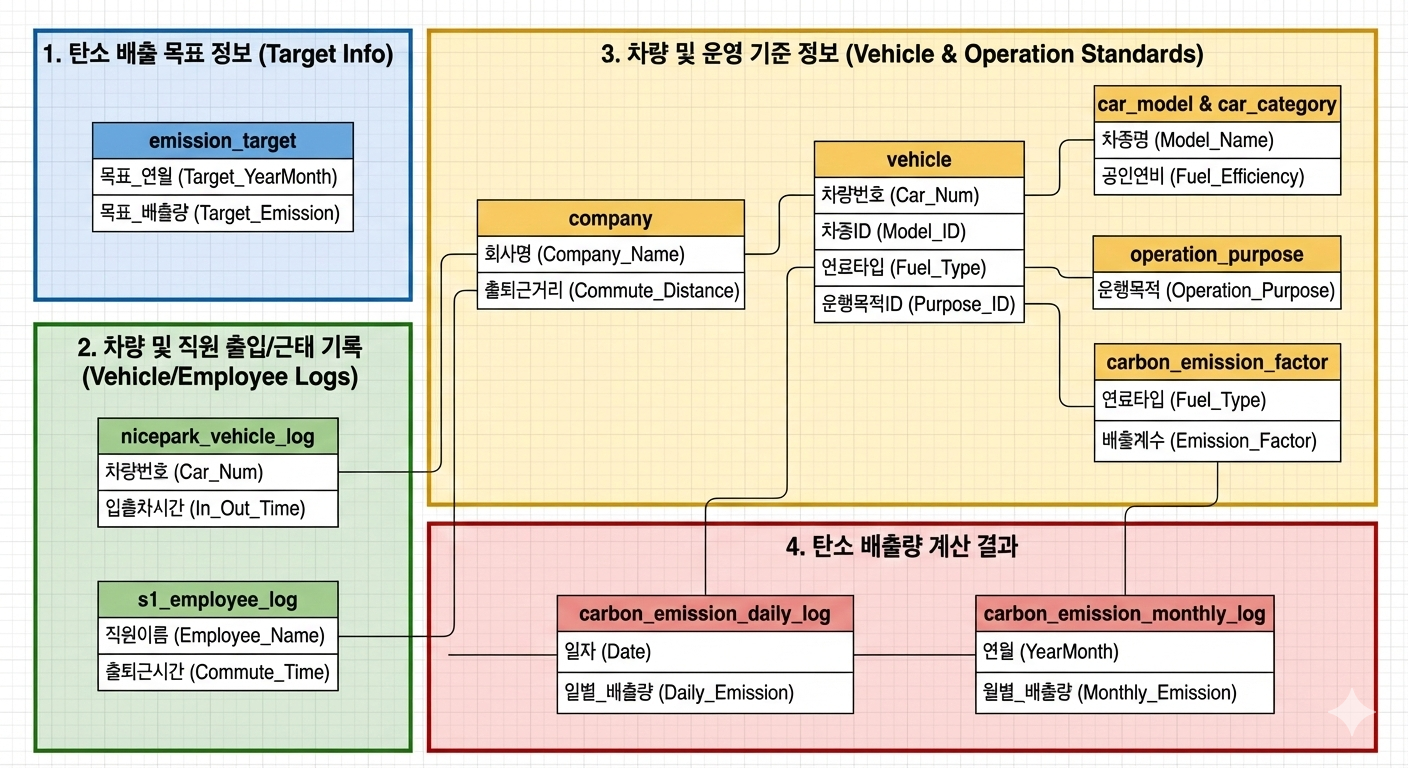 1. 탄소 배출 목표 정보 (Target Info)
emission_target
목표_연월 (Target_YearMonth)
목표_배출량 (Target_Emission)
2. 차량 및 직원 출입/근태 기록
(Vehicle/Employee Logs)
nicepark_vehicle_log
차량번호 (Car_Num)
입출차시간 (In_Out_Time)
s1_employee_log
직원이름 (Employee_Name)
출퇴근시간 (Commute_Time)
3. 차량 및 운영 기준 정보 (Vehicle & Operation Standards)
company
회사명 (Company_Name)
출퇴근거리 (Commute_Distance)
vehicle
차량번호 (Car_Num)
차종ID (Model_ID)
연료타입 (Fuel_Type)
운행목적ID (Purpose_ID)
car_model & car_category
차종명 (Model_Name)
공인연비 (Fuel_Efficiency)
operation_purpose
운행목적 (Operation_Purpose)
carbon_emission_factor
연료타입 (Fuel_Type)
배출계수 (Emission_Factor)
4. 탄소 배출량 계산 결과
carbon_emission_daily_log
일자 (Date)
일별_배출량 (Daily_Emission)
carbon_emission_monthly_log
연월 (YearMonth)
월별_배출량 (Monthly_Emission)